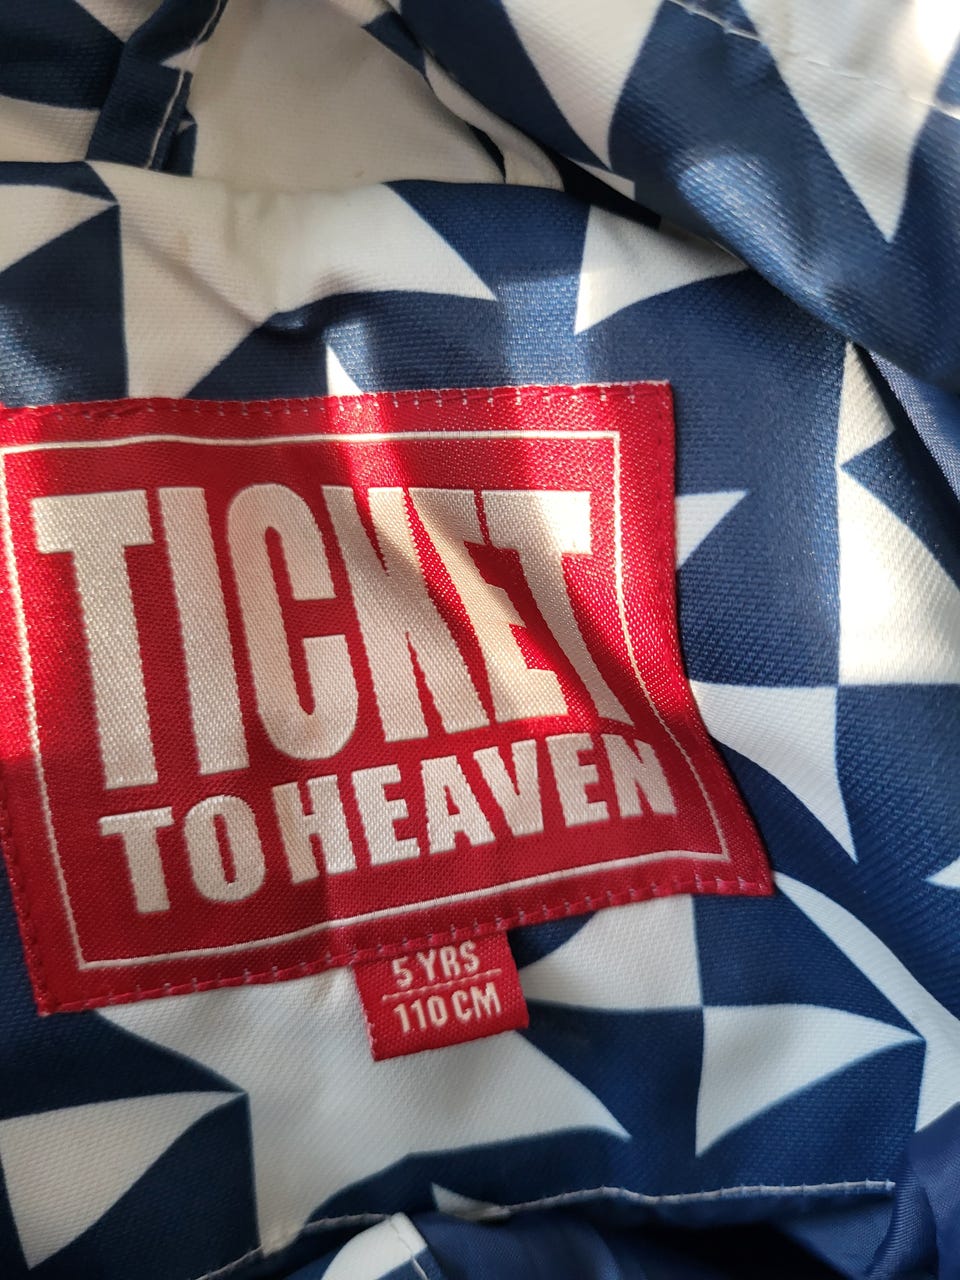 TICKET
TO HEAVEN
5 YRS
110 CM